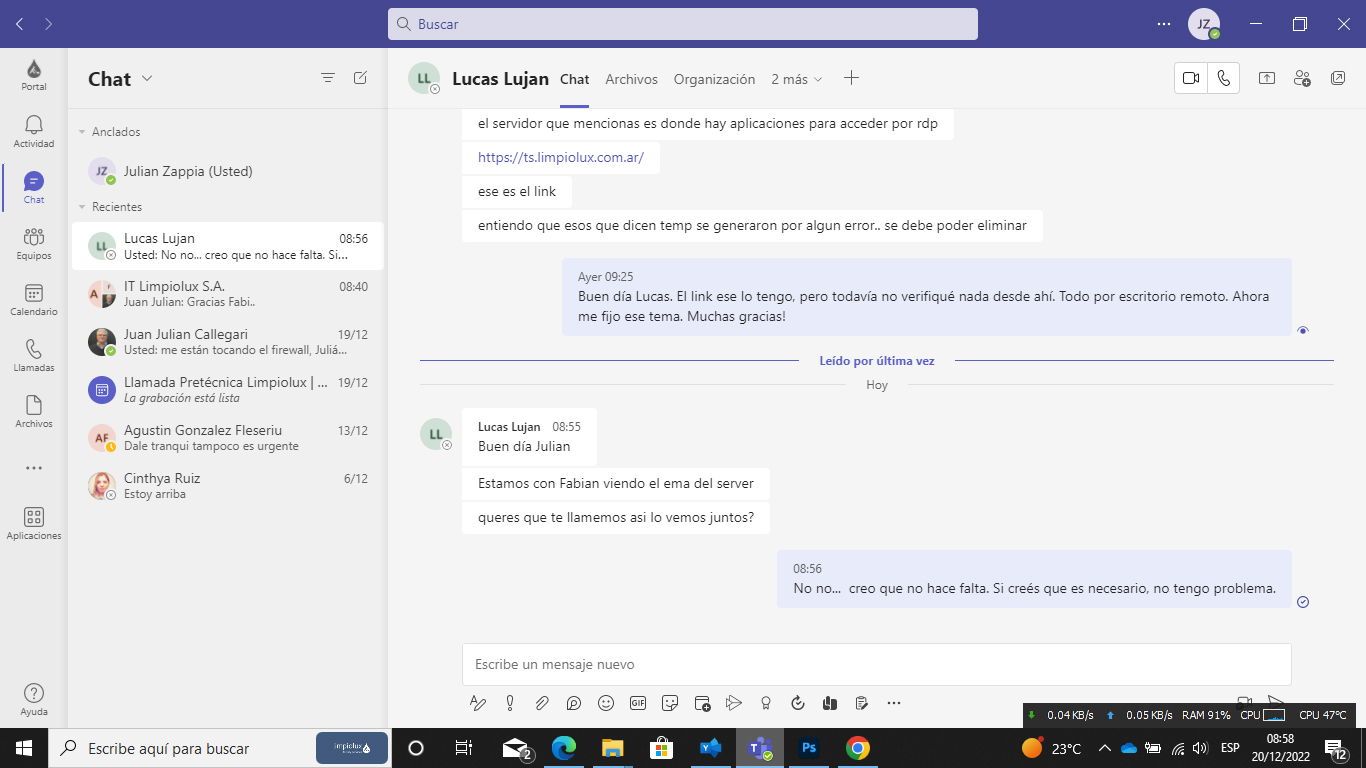 Buscar
JZ
Portal
Actividad
Chat
Equipos
Calendario
Llamadas
Archivos
Aplicaciones
Ayuda
Chat
Anclados
JZ
Julian Zappia (Usted)
Recientes
LL
Lucas Lujan 08:56
Usted: No no... creo que no hace falta. Si...
A
IT Limpiolux S.A. 08:40
Juan Julian: Gracias Fabi..
Juan Julian Callegari 19/12
Usted: me están tocando el firewall, Juliá...
Llamada Pretécnica Limpiolux | ... 19/12
La grabación está lista
AF
Agustin Gonzalez Fleseriu 13/12
Dale tranqui tampoco es urgente
Cinthya Ruiz 6/12
Estoy arriba
LL
Lucas Lujan Chat Archivos Organización 2 más
el servidor que mencionas es donde hay aplicaciones para acceder por rdp
https://ts.limpiolux.com.ar/
ese es el link
entiendo que esos que dicen temp se generaron por algun error.. se debe poder eliminar
Ayer 09:25
Buen día Lucas. El link ese lo tengo, pero todavía no verifiqué nada desde ahí. Todo por escritorio remoto. Ahora
me fijo ese tema. Muchas gracias!
Leído por última vez
Hoy
LL
Lucas Lujan 08:55
Buen día Julian
Estamos con Fabian viendo el ema del server
queres que te llamemos asi lo vemos juntos?
08:56
No no... creo que no hace falta. Si creés que es necesario, no tengo problema.
Escribe un mensaje nuevo
GIF
0.04 KB/s 0.05 KB/s RAM 91% CPU CPU 47°C
Escribe aquí para buscar
limpiolux
2
Ps
23°C
ESP
08:58
20/12/2022
12